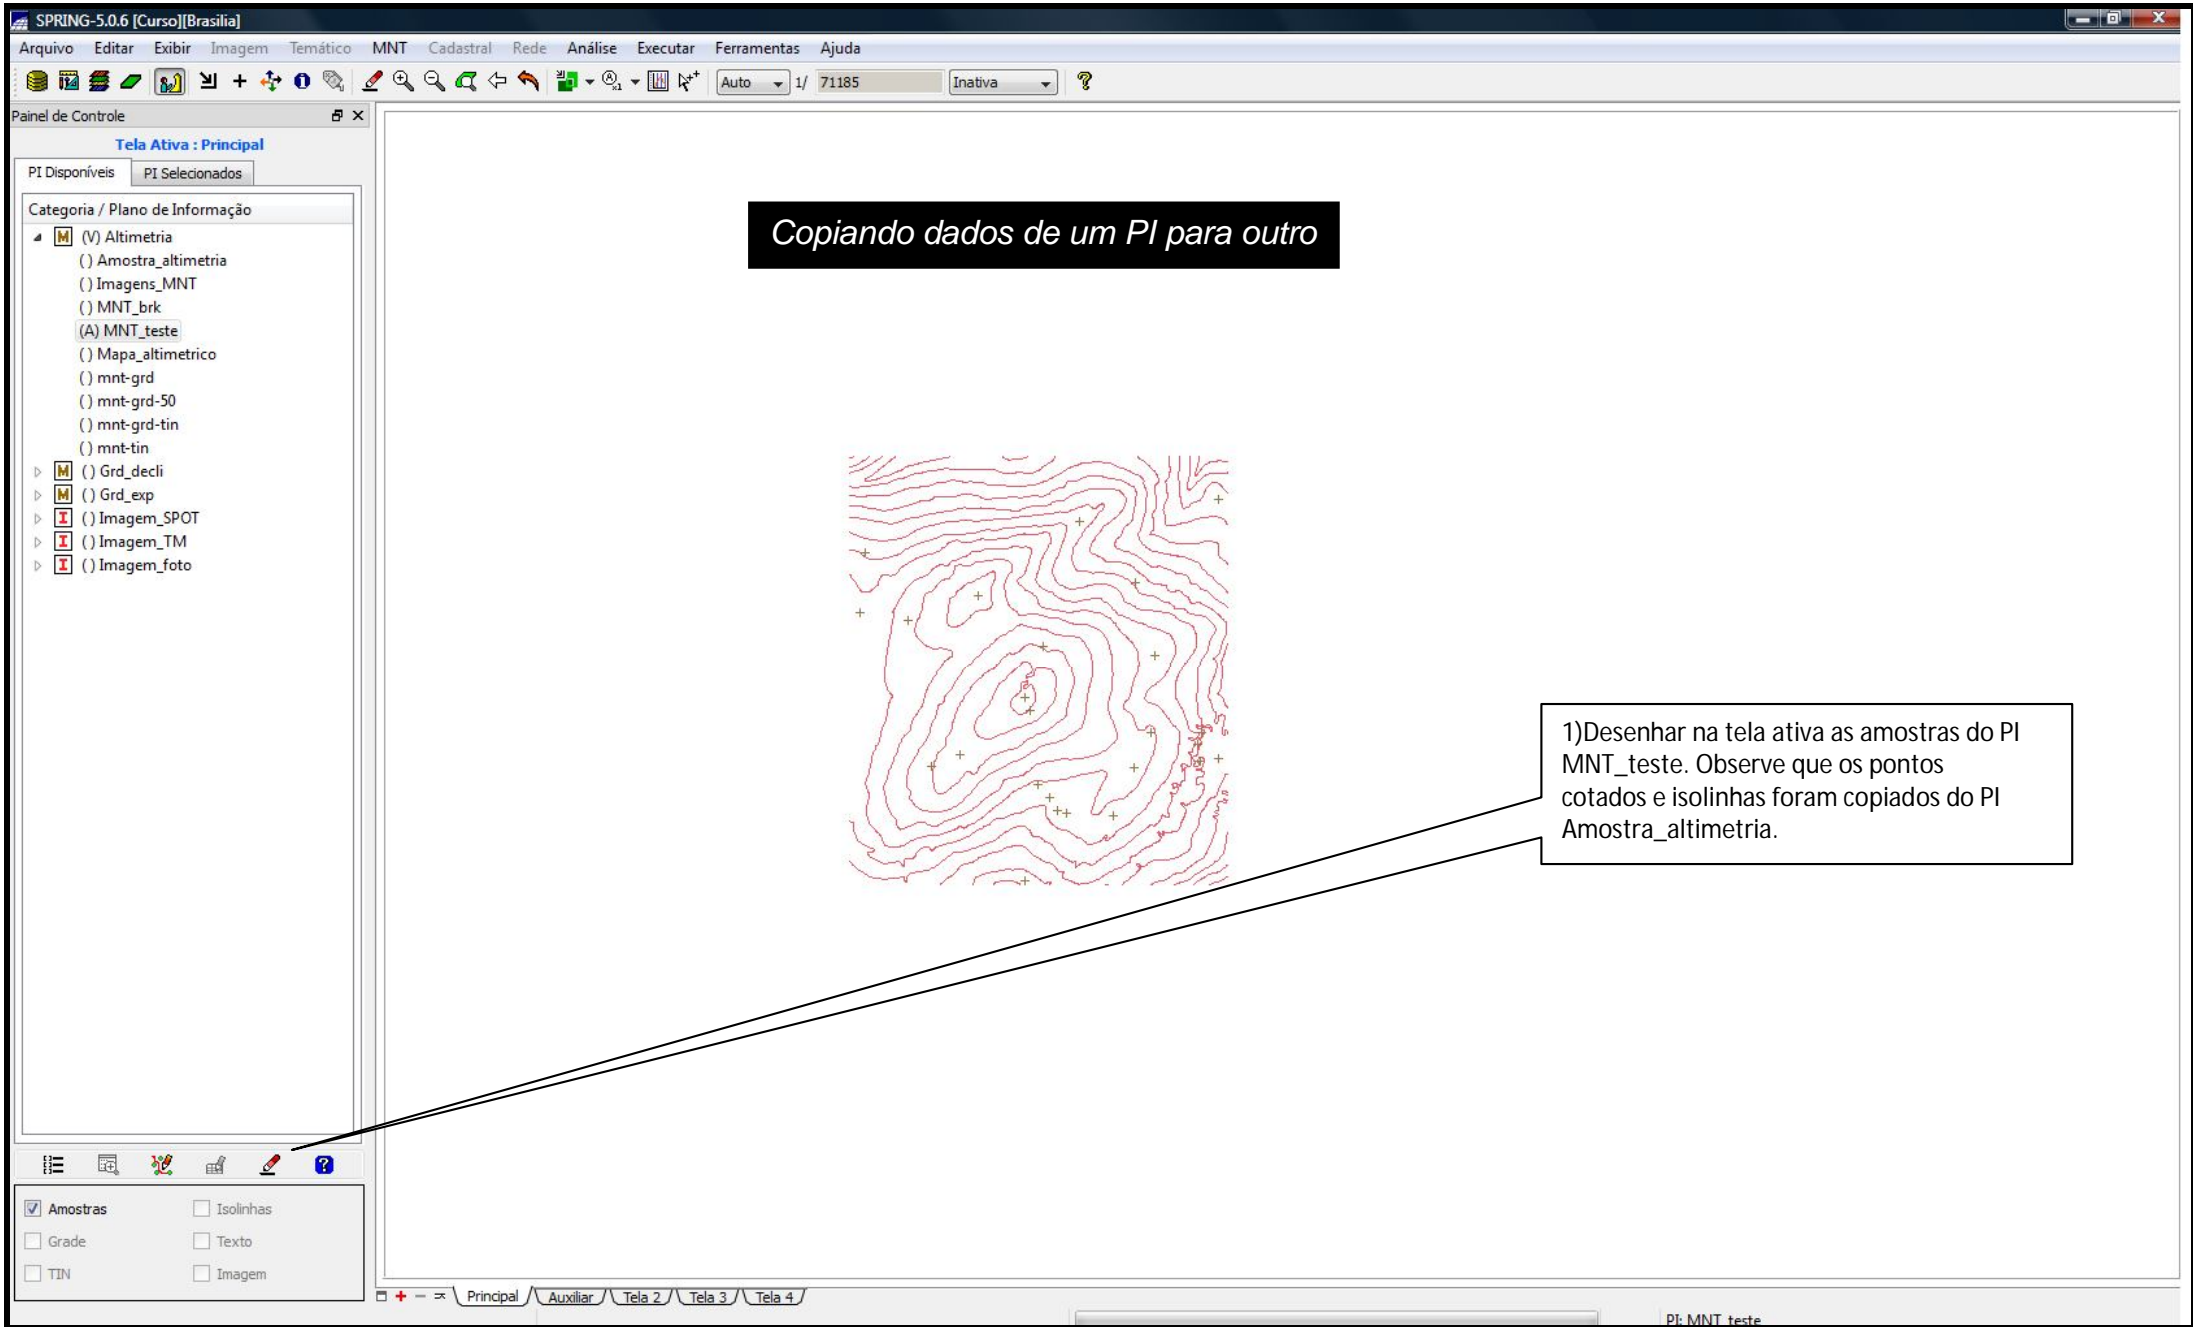 SPRING-5.0.6 [Curso][Brasilia]
Arquivo Editar Exibir Imagem Temático MNT Cadastral Rede Análise Executar Ferramentas Ajuda
Auto 1/ 71185 Inativa
Painel de Controle
Tela Ativa : Principal
PI Disponíveis PI Selecionados
Categoria / Plano de Informação
M (V) Altimetria
() Amostra_altimetria
() Imagens_MNT
() MNT_brk
(A) MNT_teste
() Mapa_altimetrico
() mnt-grd
() mnt-grd-50
() mnt-grd-tin
() mnt-tin
M () Grd_decli
M () Grd_exp
I () Imagem_SPOT
I () Imagem_TM
I () Imagem_foto
Copiando dados de um PI para outro
1)Desenhar na tela ativa as amostras do PI
MNT_teste. Observe que os pontos
cotados e isolinhas foram copiados do PI
Amostra_altimetria.
Amostras Isolinhas
Grade Texto
TIN Imagem
Principal Auxiliar Tela 2 Tela 3 Tela 4
PI: MNT_teste